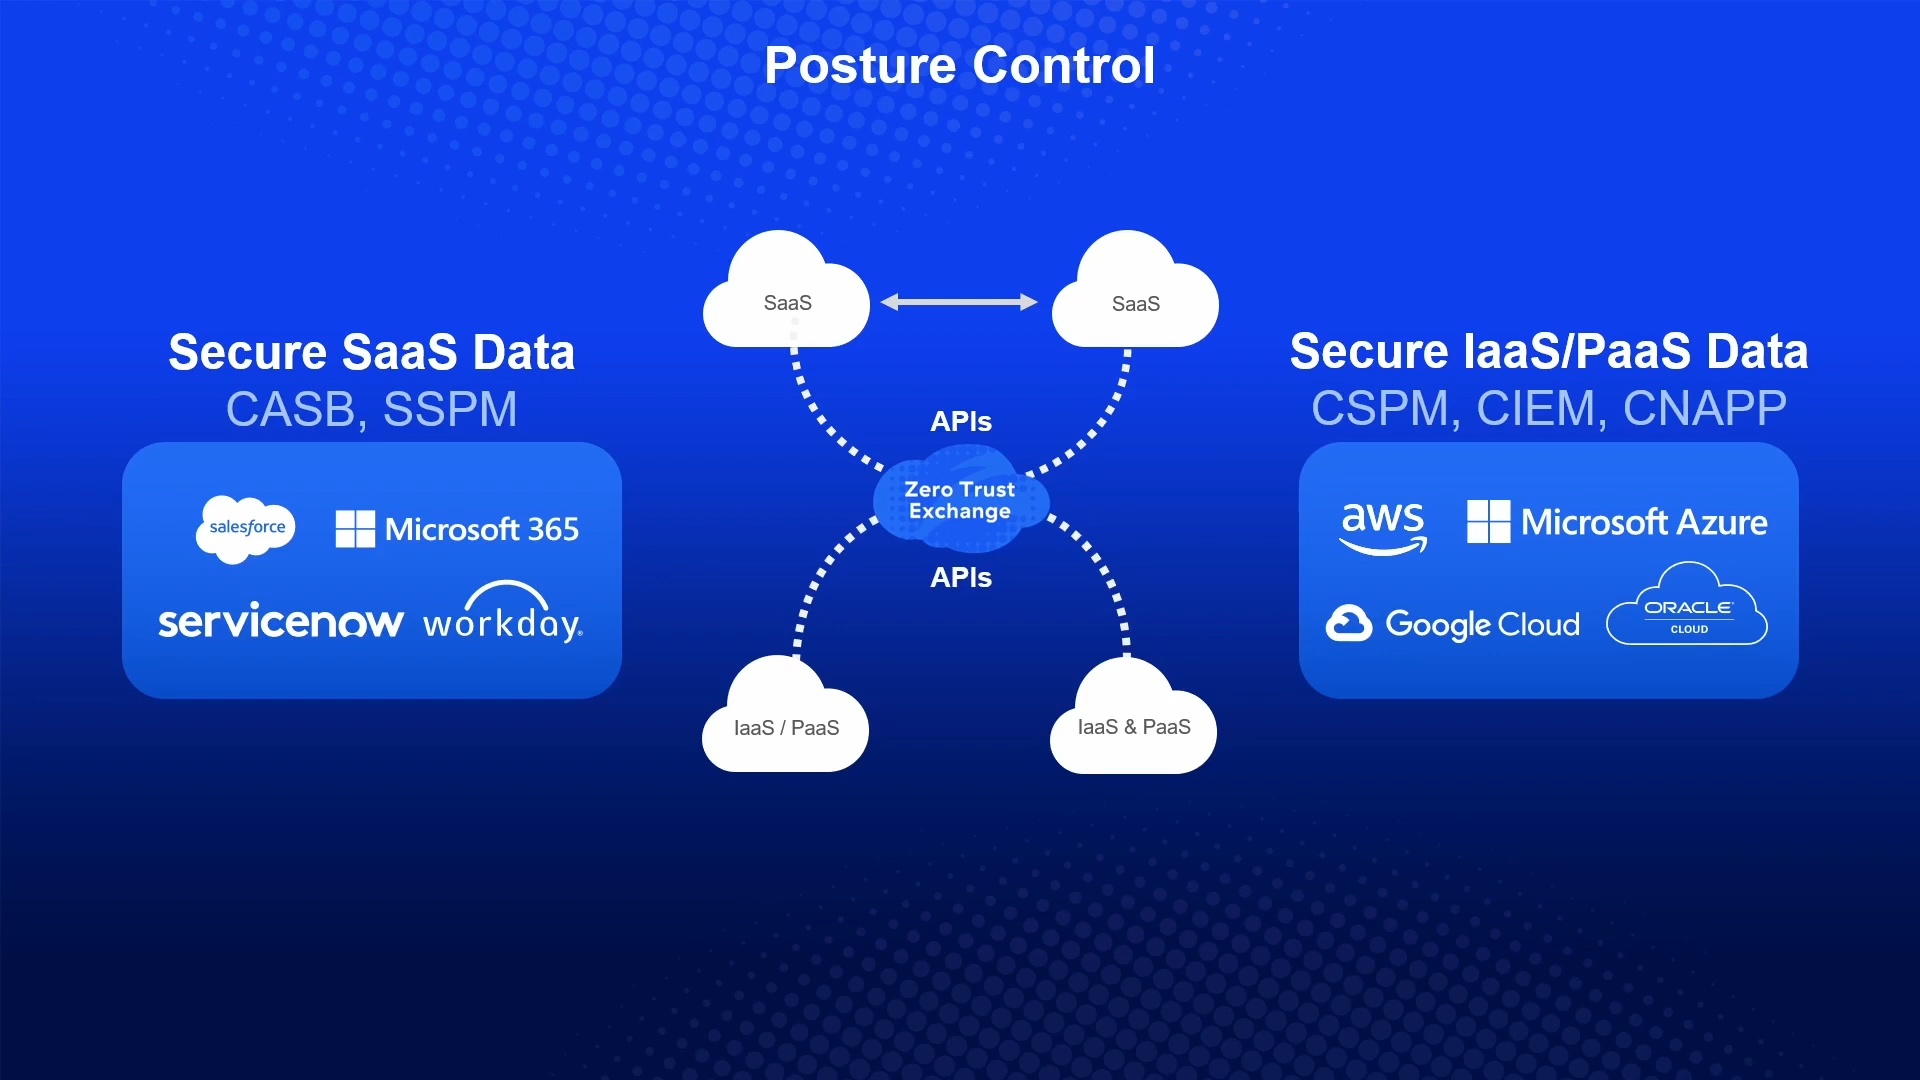 Posture Control
Secure SaaS Data
CASB, SSPM
salesforce
Microsoft 365
servicenow
workday.
SaaS
SaaS
APIs
Zero Trust
Exchange
APIs
IaaS / PaaS
IaaS & PaaS
Secure IaaS/PaaS Data
CSPM, CIEM, CNAPP
aws
Microsoft Azure
Google Cloud
ORACLE
CLOUD